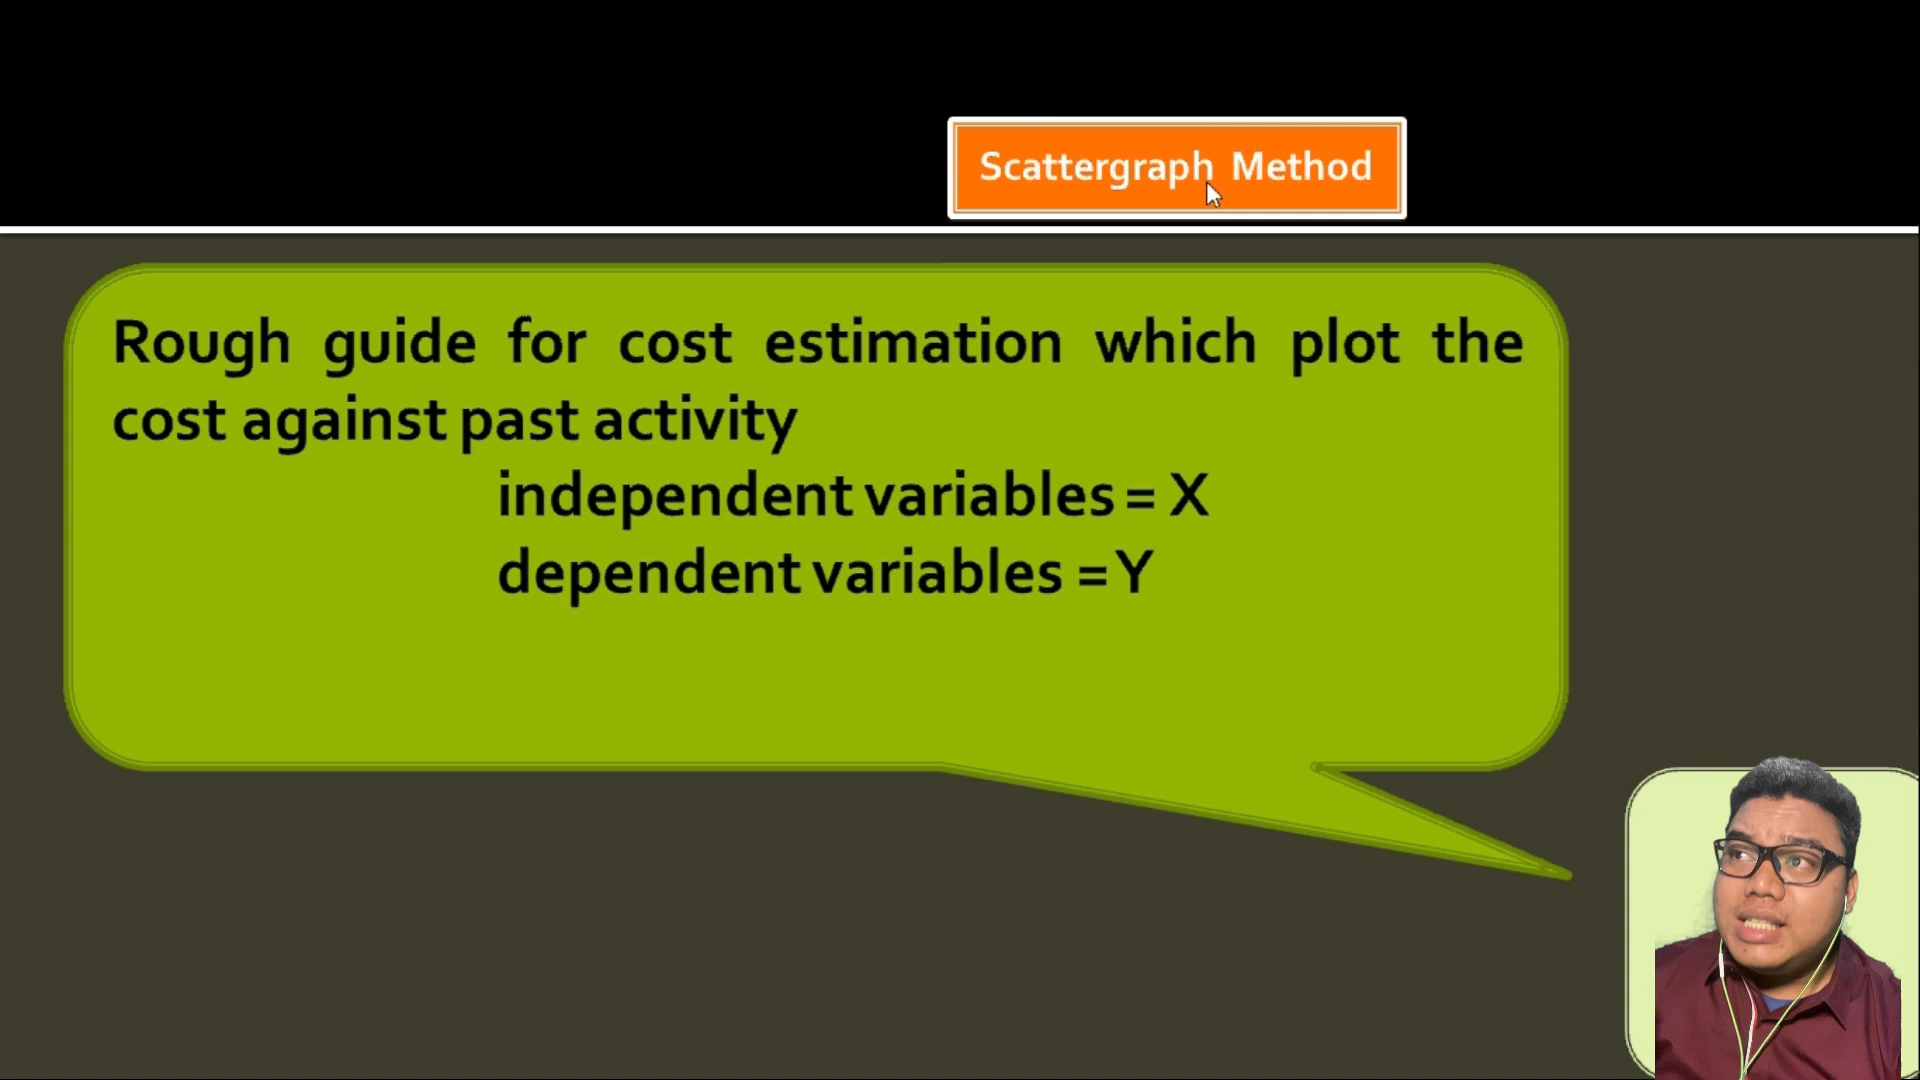 Scattergraph Method
Rough guide for cost estimation which plot the
cost against past activity
independent variables = X
dependent variables = Y